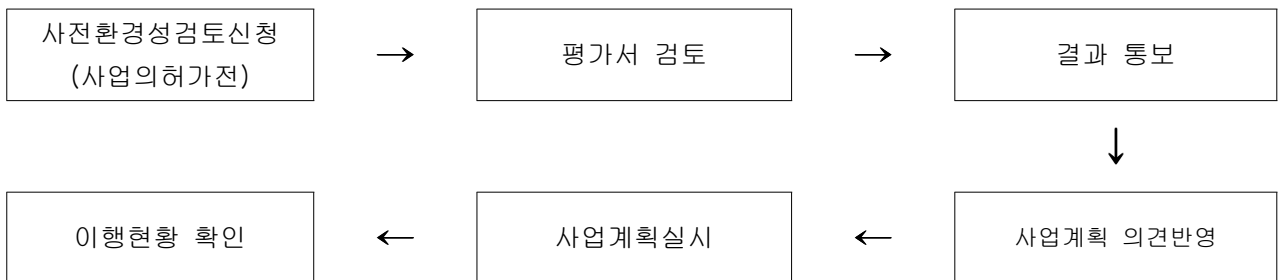 사전환경성검토신청
(사업의허가전)
→
평가서 검토
→
결과 통보
↓
사업계획 의견반영
←
사업계획실시
←
이행현황 확인